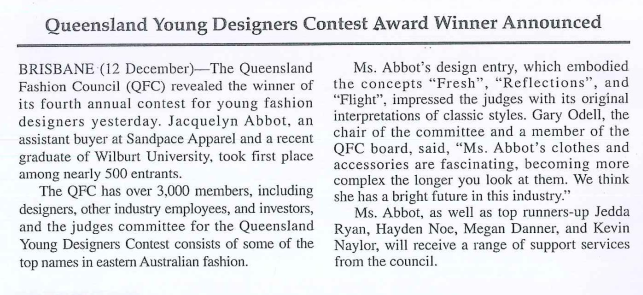 Queensland Young Designers Contest Award Winner Announced
BRISBANE (12 December)—The Queensland
Fashion Council (QFC) revealed the winner of
its fourth annual contest for young fashion
designers yesterday. Jacquelyn Abbot, an
assistant buyer at Sandpace Apparel and a recent
graduate of Wilburt University, took first place
among nearly 500 entrants.
The QFC has over 3,000 members, including
designers, other industry employees, and investors,
and the judges committee for the Queensland
Young Designers Contest consists of some of the
top names in eastern Australian fashion.
Ms. Abbot's design entry, which embodied
the concepts "Fresh", "Reflections", and
"Flight", impressed the judges with its original
interpretations of classic styles. Gary Odell, the
chair of the committee and a member of the
QFC board, said, "Ms. Abbot's clothes and
accessories are fascinating, becoming more
complex the longer you look at them. We think
she has a bright future in this industry."
Ms. Abbot, as well as top runners-up Jedda
Ryan, Hayden Noe, Megan Danner, and Kevin
Naylor, will receive a range of support services
from the council.